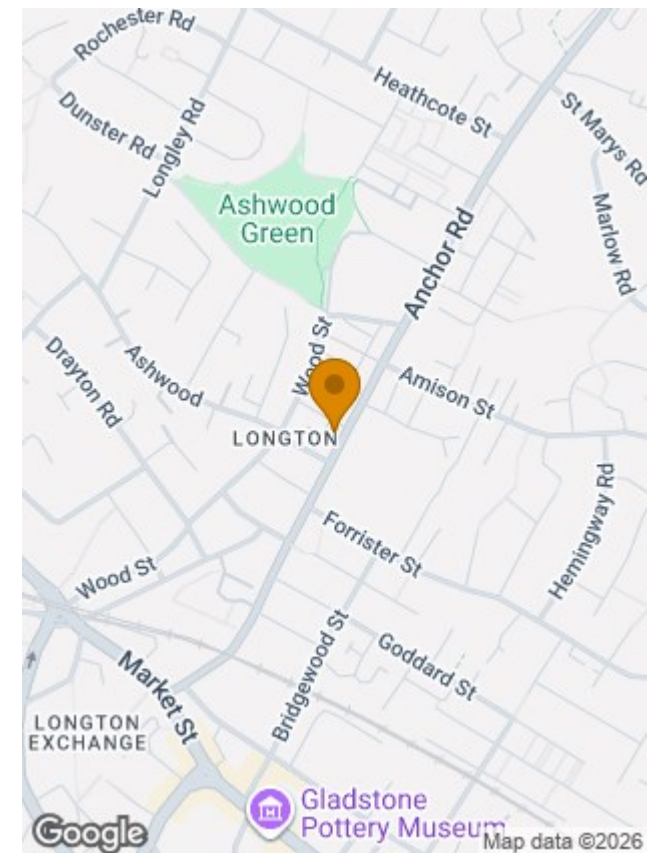 Rochester Rd
Heathcote St
St Marys Rd
Dunster Rd
Longley Rd
Ashwood
Green
Marlow Rd
Anchor Rd
Wood St
Drayton Rd
Ashwood
Amison St
LONGTON
Hemingway Rd
Forrister St
Wood St
Bridgewood St
Goddard St
Market St
LONGTON
EXCHANGE
Gladstone
Pottery Museum
Google
Map data ©2026